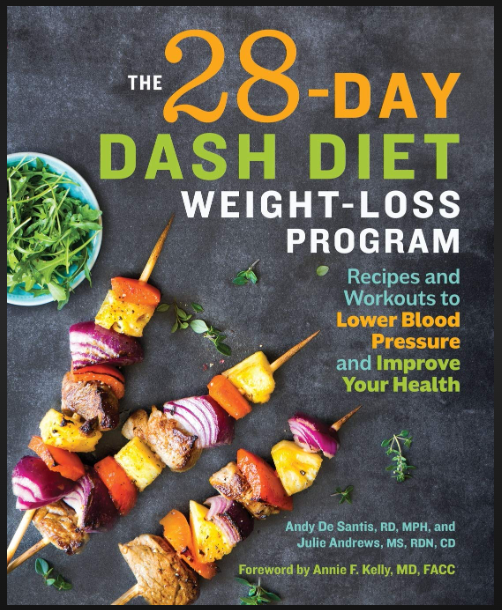 THE 28-DAY
DASH DIET
WEIGHT-LOSS
PROGRAM
Recipes and
Workouts to
Lower Blood
Pressure
and Improve
Your Health
Andy De Santis, RD, MPH, and
Julie Andrews, MS, RDN, CD
Foreword by Annie F. Kelly, MD, FACC